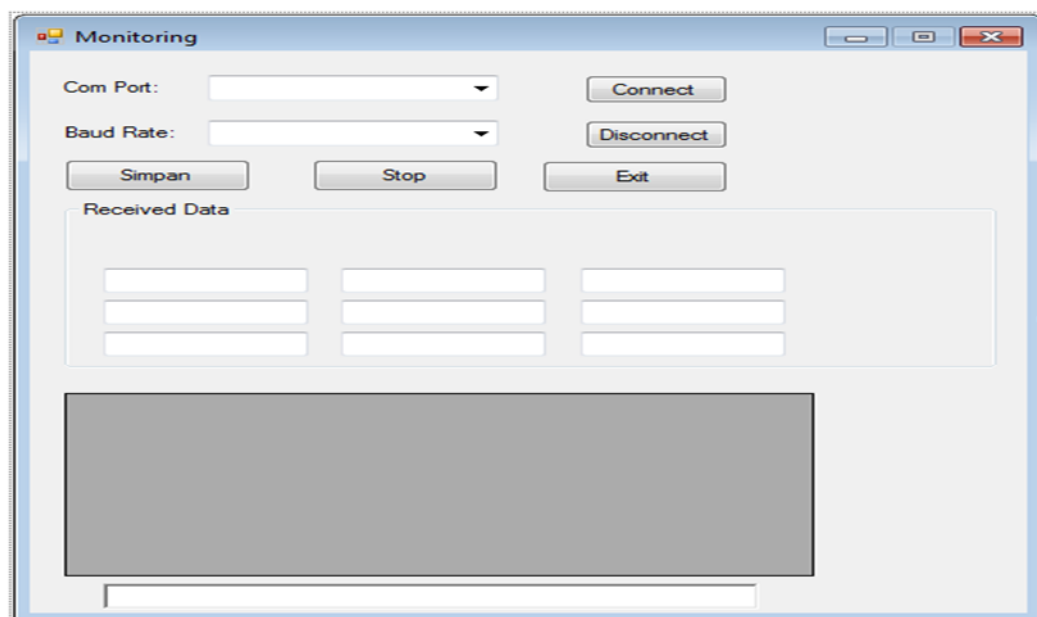 Monitoring
Com Port:
Connect
Baud Rate:
Disconnect
Simpan
Stop
Exit
Received Data